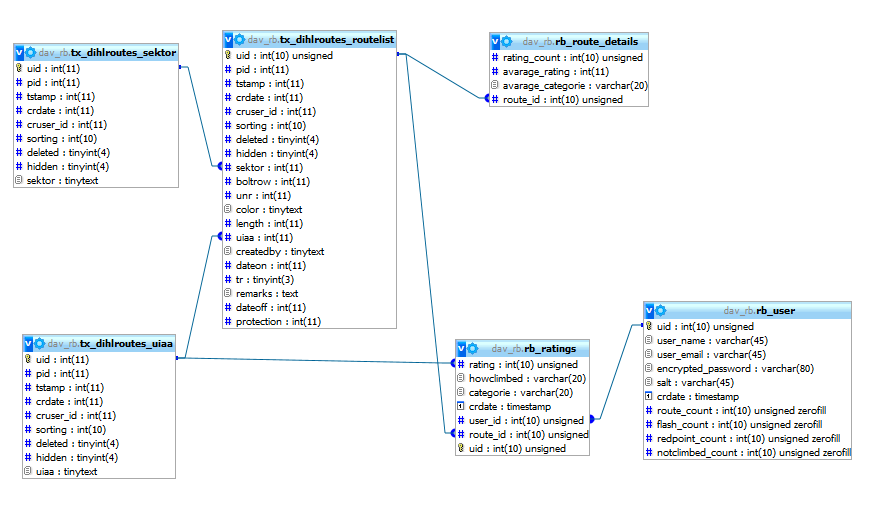 dav_rb.tx_dihlroutes_sektor
uid : int(11)
pid : int(11)
tstamp : int(11)
crdate : int(11)
cruser_id : int(11)
sorting : int(10)
deleted : tinyint(4)
hidden : tinyint(4)
sektor : tinytext
dav_rb.tx_dihlroutes_routelist
uid : int(10) unsigned
pid : int(11)
tstamp : int(11)
crdate : int(11)
cruser_id : int(11)
sorting : int(10)
deleted : tinyint(4)
hidden : tinyint(4)
sektor : int(11)
boltrow : int(11)
unr : int(11)
color : tinytext
length : int(11)
uiaa : int(11)
createdby : tinytext
dateon : int(11)
tr : tinyint(3)
remarks : text
dateoff : int(11)
protection : int(11)
dav_rb.rb_route_details
rating_count : int(10) unsigned
avarage_rating : int(11)
avarage_categorie : varchar(20)
route_id : int(10) unsigned
dav_rb.tx_dihlroutes_uiaa
uid : int(11)
pid : int(11)
tstamp : int(11)
crdate : int(11)
cruser_id : int(11)
sorting : int(10)
deleted : tinyint(4)
hidden : tinyint(4)
uiaa : tinytext
dav_rb.rb_ratings
rating : int(10) unsigned
howclimbed : varchar(20)
categorie : varchar(20)
crdate : timestamp
user_id : int(10) unsigned
route_id : int(10) unsigned
uid : int(10) unsigned
dav_rb.rb_user
uid : int(10) unsigned
user_name : varchar(45)
user_email : varchar(45)
encrypted_password : varchar(80)
salt : varchar(45)
crdate : timestamp
route_count : int(10) unsigned zerofill
flash_count : int(10) unsigned zerofill
redpoint_count : int(10) unsigned zerofill
notclimbed_count : int(10) unsigned zerofill